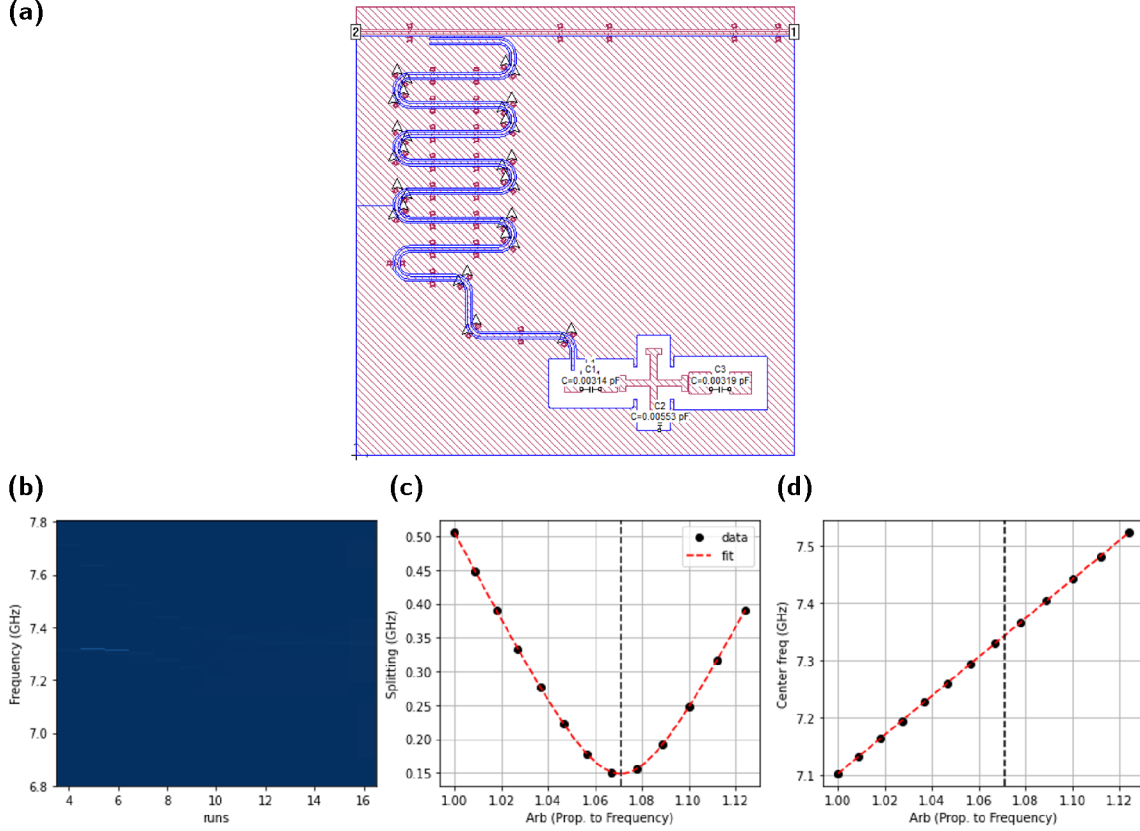 (a)
2
1
C1
C=0.00314 pF
C3
C=0.00319 pF
C2
C=0.00553 pF
(b)
(c)
(d)
7.8
7.6
7.4
7.2
7.0
6.8
Frequency (GHz)
4
6
8
10
12
14
16
runs
0.50
0.45
0.40
0.35
0.30
0.25
0.20
0.15
Splitting (GHz)
data
fit
1.00
1.02
1.04
1.06
1.08
1.10
1.12
Arb (Prop. to Frequency)
7.5
7.4
7.3
7.2
7.1
Center freq (GHz)
1.00
1.02
1.04
1.06
1.08
1.10
1.12
Arb (Prop. to Frequency)